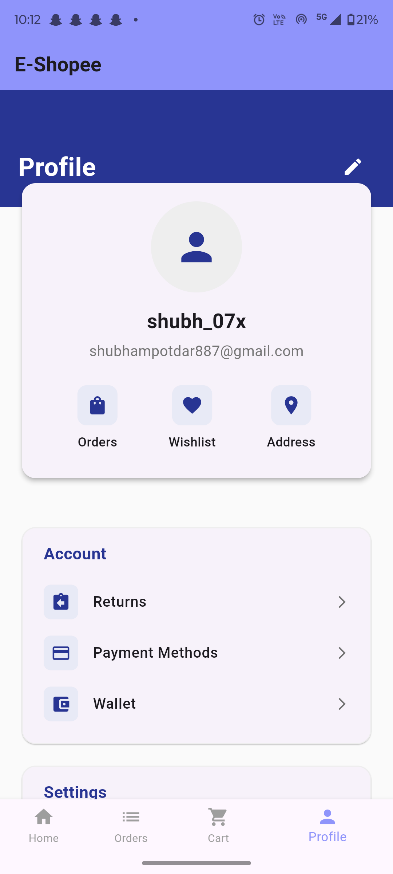 10:12 5G 21%
VoD LTE
E-Shopee
Profile
shubh_07x
shubhampotdar887@gmail.com
Orders Wishlist Address
Account
Returns
Payment Methods
Wallet
Settings
Home Orders Cart Profile